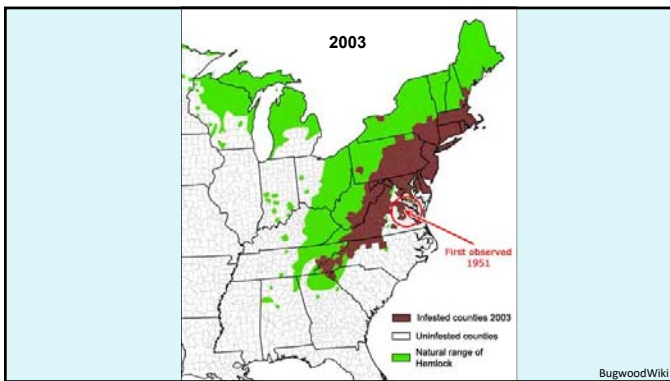 2003
First observed
1951
Infested counties 2003
Uninfested counties
Natural range of
Hemlock
BugwoodWiki